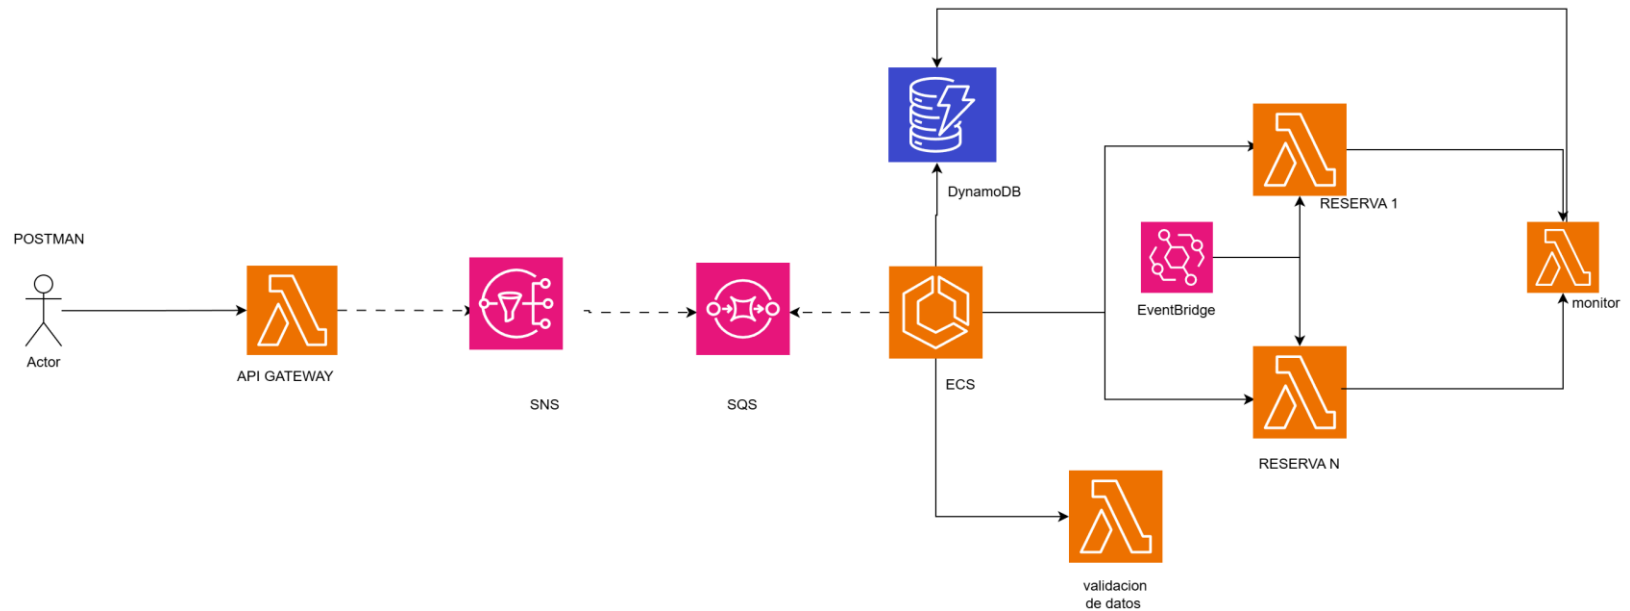 POSTMAN
Actor
API GATEWAY
SNS
SQS
DynamoDB
ECS
RESERVA 1
EventBridge
RESERVA N
monitor
validacion
de datos